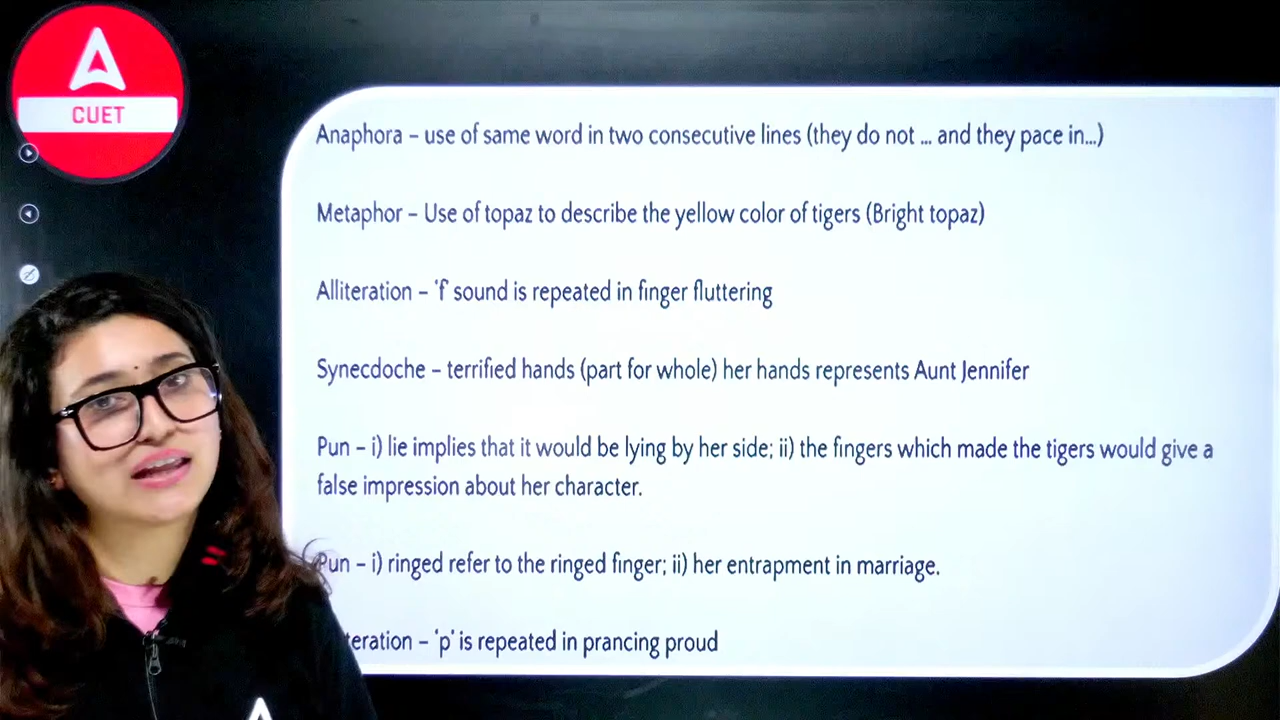 CUET
Anaphora – use of same word in two consecutive lines (they do not ... and they pace in...)
Metaphor – Use of topaz to describe the yellow color of tigers (Bright topaz)
Alliteration – 'f' sound is repeated in finger fluttering
Synecdoche – terrified hands (part for whole) her hands represents Aunt Jennifer
Pun – i) lie implies that it would be lying by her side; ii) the fingers which made the tigers would give a
false impression about her character.
Pun – i) ringed refer to the ringed finger; ii) her entrapment in marriage.
teration – 'p' is repeated in prancing proud